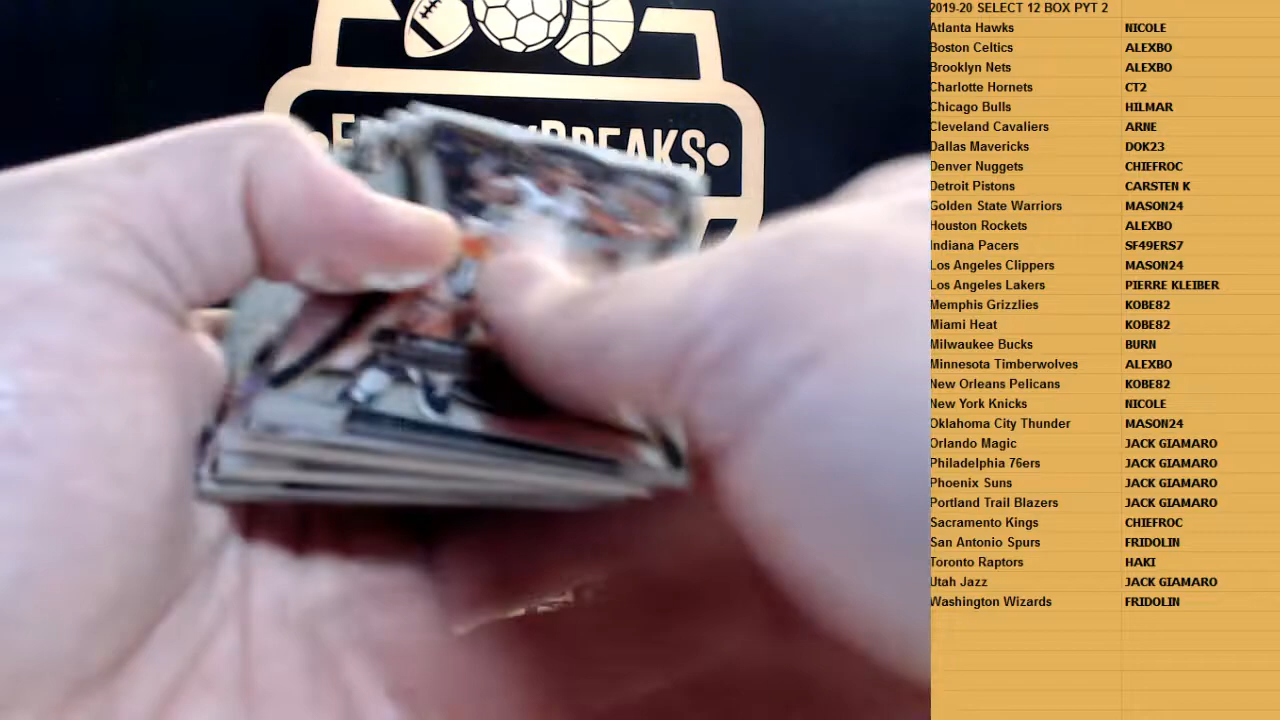 BREAKS
2019-20 SELECT 12 BOX PYT 2
Atlanta Hawks NICOLE
Boston Celtics ALEXBO
Brooklyn Nets ALEXBO
Charlotte Hornets CT2
Chicago Bulls HILMAR
Cleveland Cavaliers ARNE
Dallas Mavericks DOK23
Denver Nuggets CHIEFROC
Detroit Pistons CARSTEN K
Golden State Warriors MASON24
Houston Rockets ALEXBO
Indiana Pacers SF49ERS7
Los Angeles Clippers MASON24
Los Angeles Lakers PIERRE KLEIBER
Memphis Grizzlies KOBE82
Miami Heat KOBE82
Milwaukee Bucks BURN
Minnesota Timberwolves ALEXBO
New Orleans Pelicans KOBE82
New York Knicks NICOLE
Oklahoma City Thunder MASON24
Orlando Magic JACK GIAMARO
Philadelphia 76ers JACK GIAMARO
Phoenix Suns JACK GIAMARO
Portland Trail Blazers JACK GIAMARO
Sacramento Kings CHIEFROC
San Antonio Spurs FRIDOLIN
Toronto Raptors HAKI
Utah Jazz JACK GIAMARO
Washington Wizards FRIDOLIN